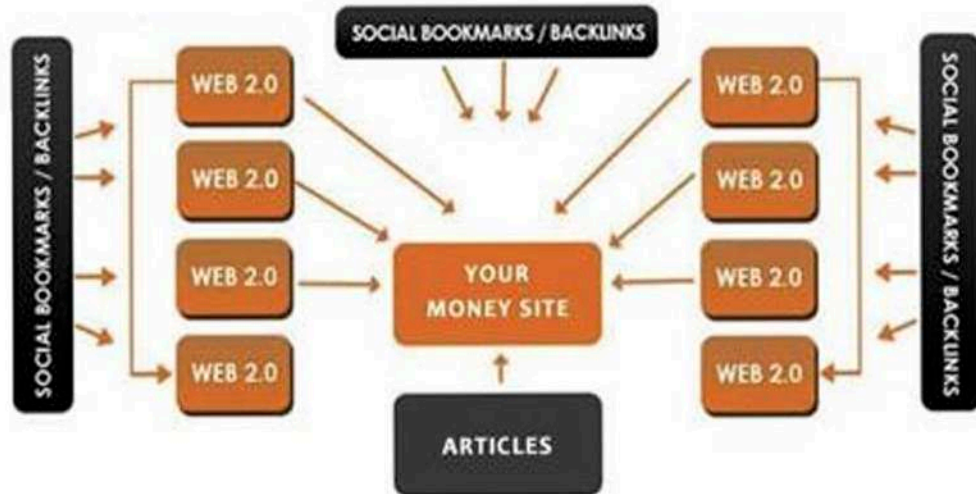 SOCIAL BOOKMARKS / BACKLINKS
SOCIAL BOOKMARKS / BACKLINKS
WEB 2.0
WEB 2.0
WEB 2.0
WEB 2.0
YOUR
MONEY SITE
ARTICLES
WEB 2.0
WEB 2.0
WEB 2.0
WEB 2.0
SOCIAL BOOKMARKS / BACKLINKS